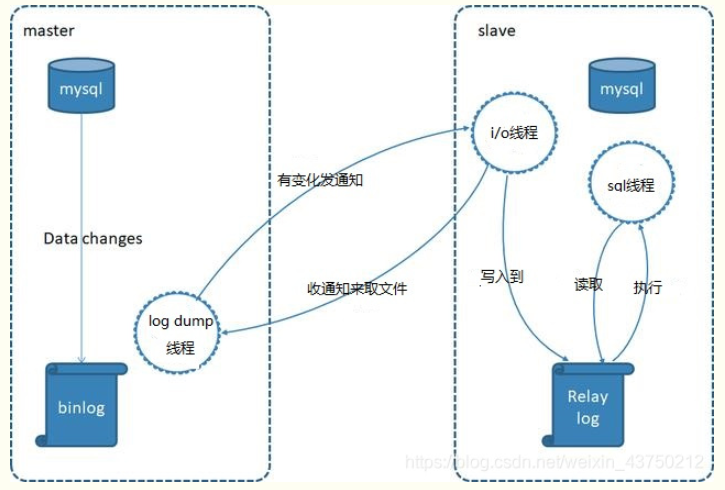 master
mysql
Data changes
log dump
线程
binlog
有变化发通知
收通知来取文件
slave
i/o线程
mysql
sql线程
写入到
读取
执行
Relay
log
https://blog.csdn.net/weixin_43750212